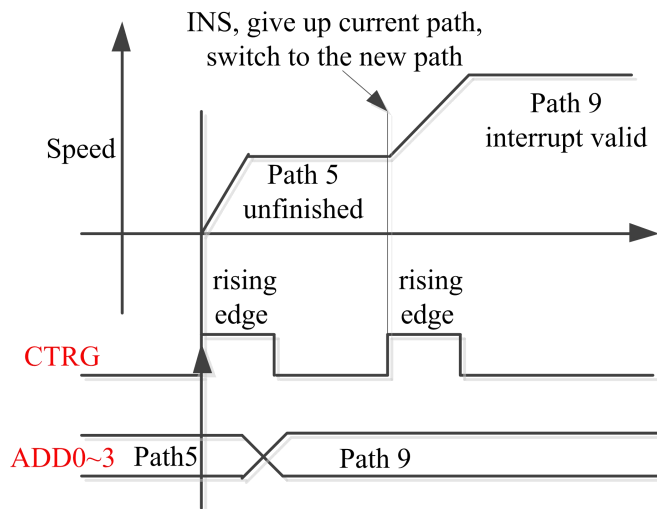 INS, give up current path,
switch to the new path
Path 9
interrupt valid
Speed
Path 5
unfinished
rising
edge
rising
edge
CTRG
ADD0~3
Path5
Path 9